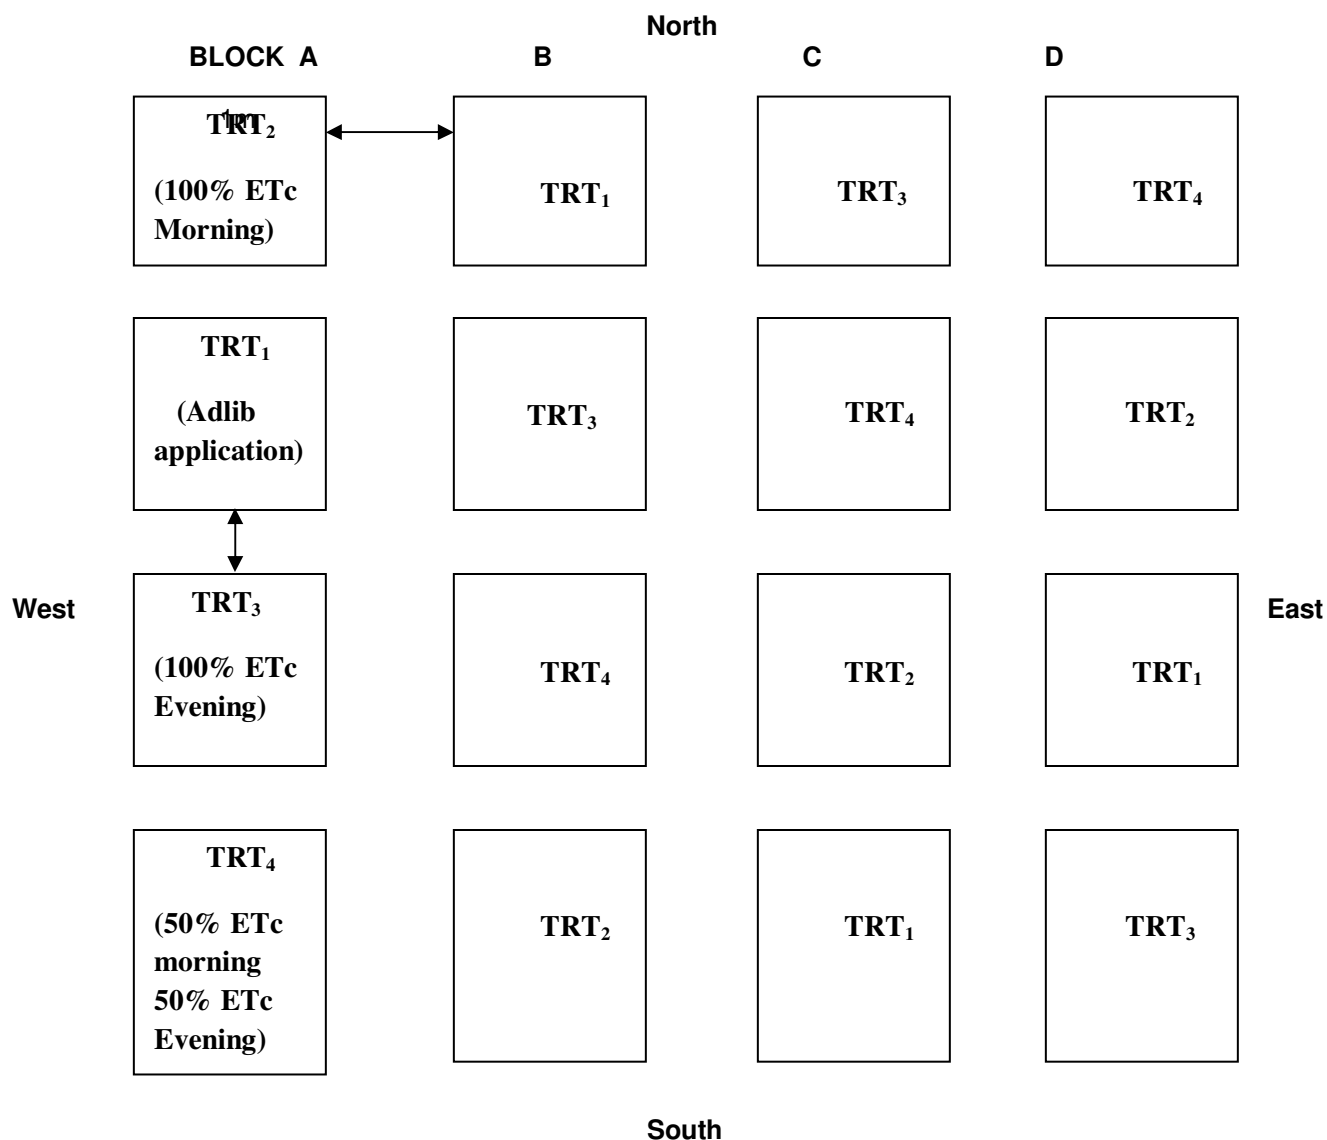 North
BLOCK A B C D
TRT₂
(100% ETc
Morning)
TRT₁
TRT₃
TRT₄
TRT₁
(Adlib
application)
TRT₃
TRT₄
TRT₂
West
East
TRT₃
(100% ETc
Evening)
TRT₄
TRT₂
TRT₁
TRT₄
(50% ETc
morning
50% ETc
Evening)
TRT₂
TRT₁
TRT₃
South